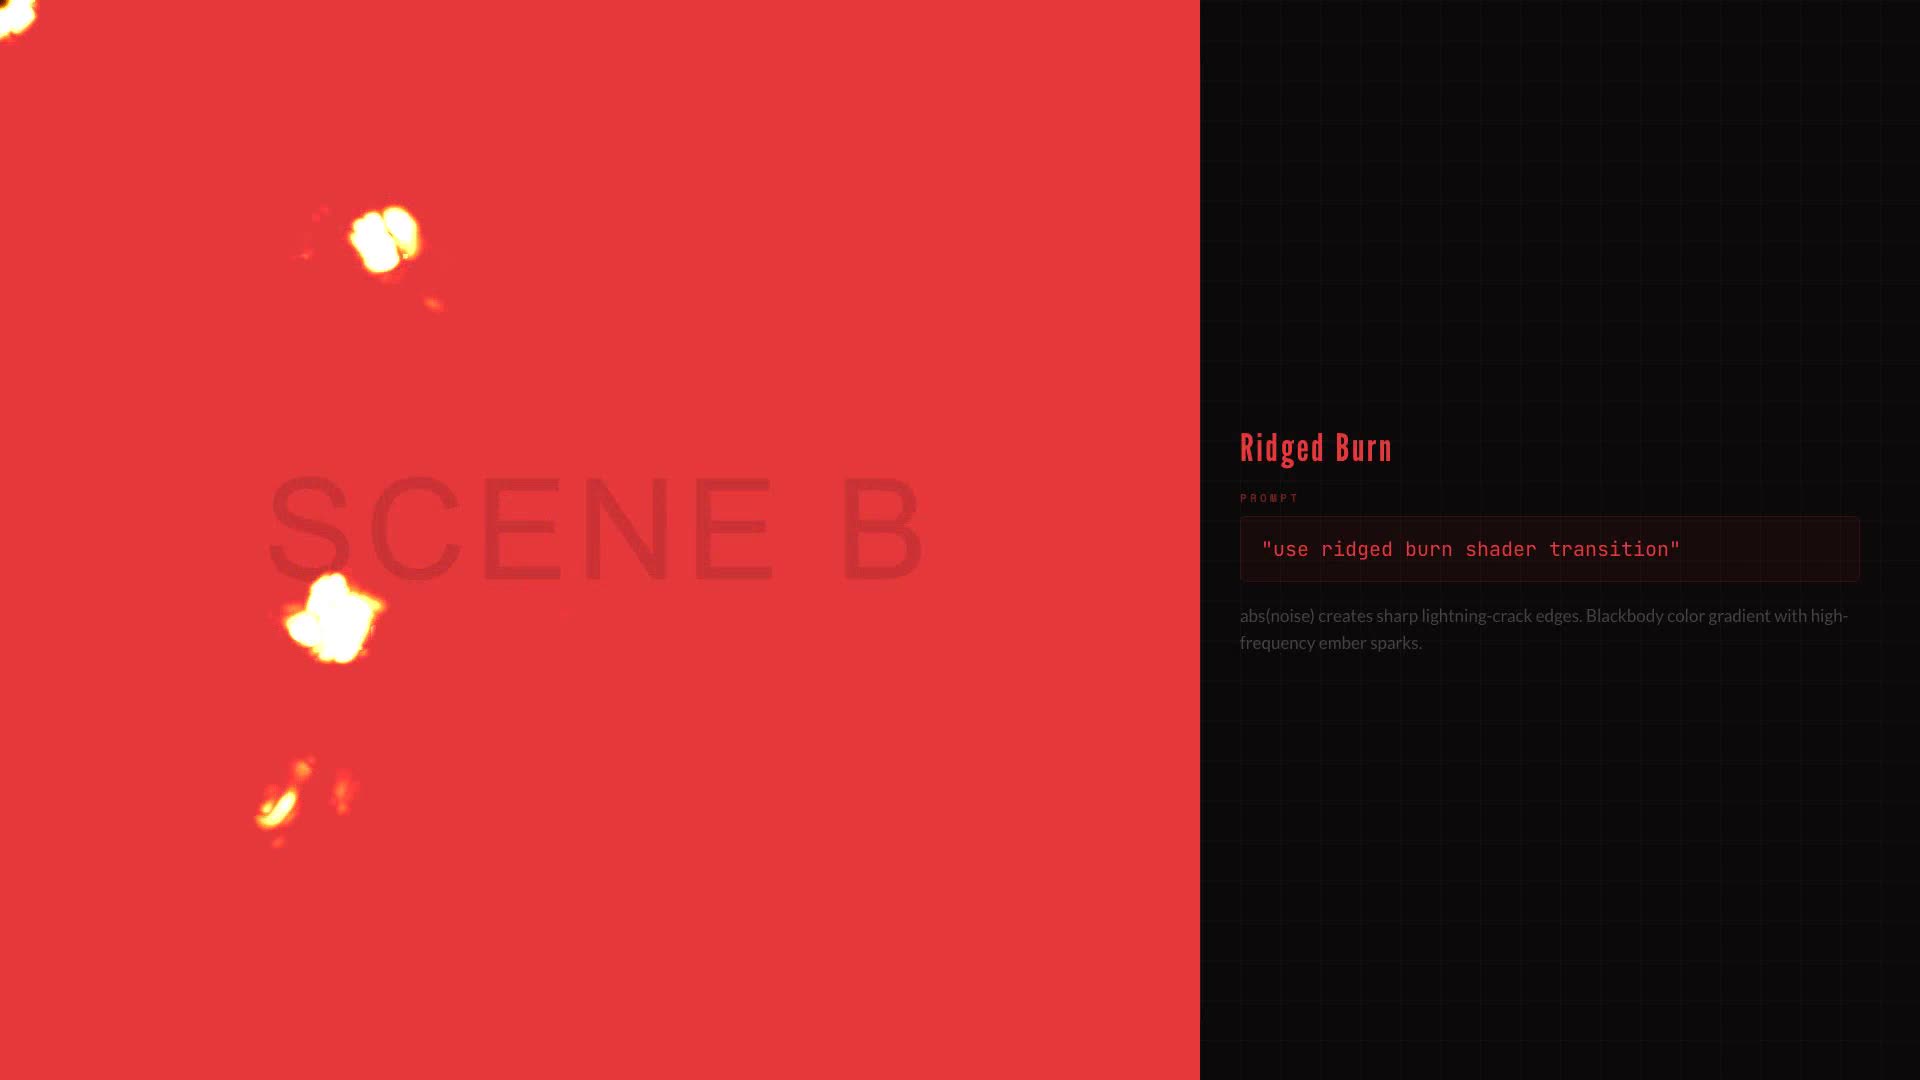 SCENE B
Ridged Burn
PROMPT
"use ridged burn shader transition"
abs(noise) creates sharp lightning-crack edges. Blackbody color gradient with high-
frequency ember sparks.